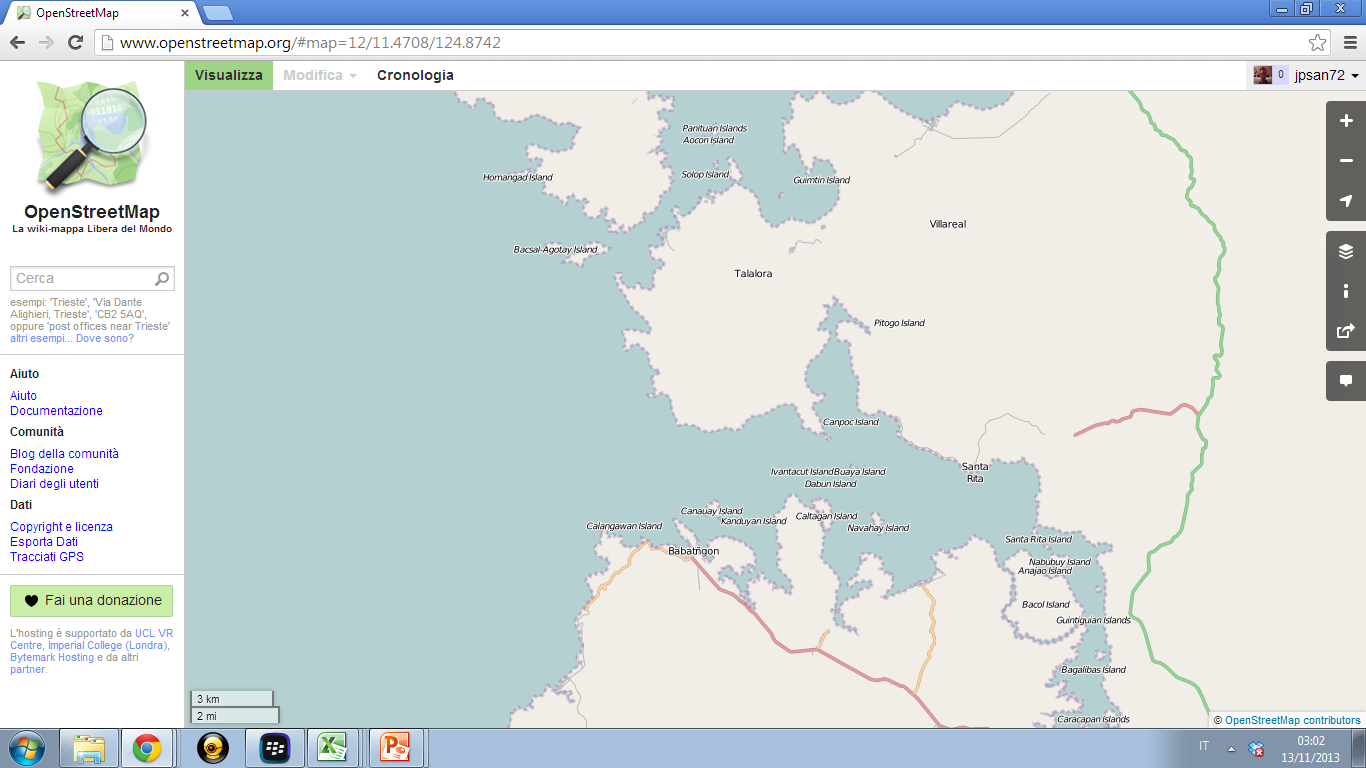 OpenStreetMap
www.openstreetmap.org/#map=12/11.4708/124.8742
Visualizza Modifica Cronologia
0 jpsan72
OpenStreetMap
La wiki-mappa Libera del Mondo
Cerca
esempi: 'Trieste', 'Via Dante
Alighieri, Trieste', 'CB2 5AQ',
oppure 'post offices near Trieste'
altri esempi... Dove sono?
Aiuto
Aiuto
Documentazione
Comunità
Blog della comunità
Fondazione
Diari degli utenti
Dati
Copyright e licenza
Esporta Dati
Tracciati GPS
Fai una donazione
L'hosting è supportato da UCL VR
Centre, Imperial College (Londra),
Bytemark Hosting e da altri
partner.
Panituan Islands
Aocon Island
Homangad Island
Solop Island
Guimtin Island
Villareal
Bacsal-Agotay Island
Talalora
Pitogo Island
Canpoc Island
Santa
Rita
Ivantacut Island Buaya Island
Dabun Island
Canauay Island
Kanduyan Island
Caltagan Island
Navahay Island
Calangawan Island
Babatngon
Santa Rita Island
Nabubuy Island
Anajao Island
Bacol Island
Guintiguian Islands
Bagalibas Island
Caracapan Islands
3 km
2 mi
© OpenStreetMap contributors
IT
03:02
13/11/2013